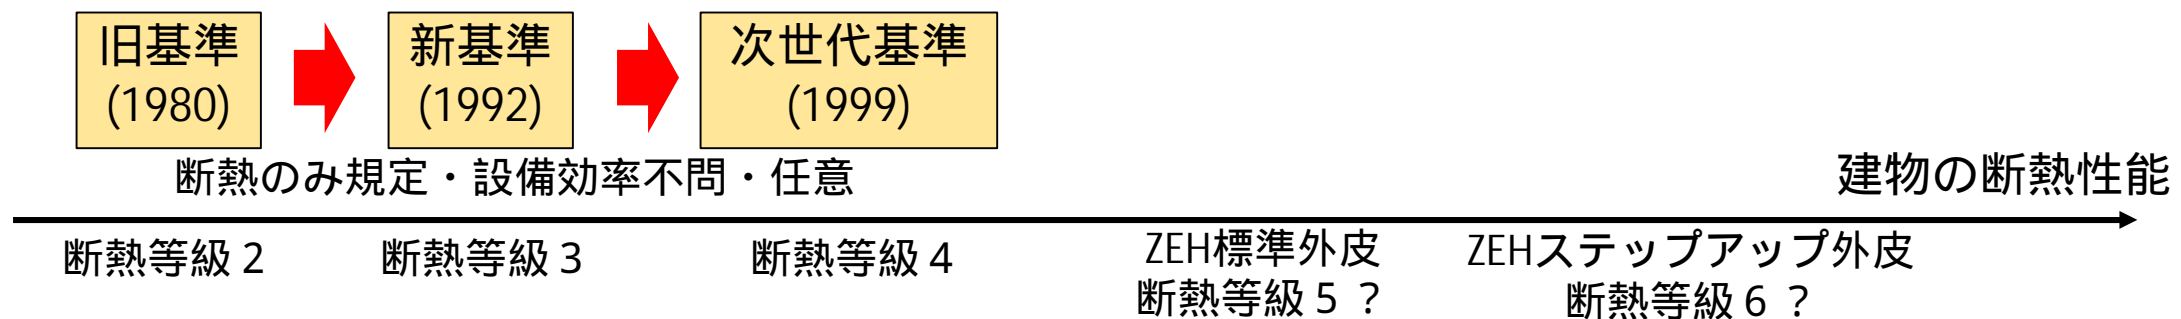 旧基準
(1980)
新基準
(1992)
次世代基準
(1999)
断熱のみ規定・設備効率不問・任意
建物の断熱性能
断熱等級2
断熱等級3
断熱等級4
ZEH標準外皮
断熱等級5？
ZEHステップアップ外皮
断熱等級6？